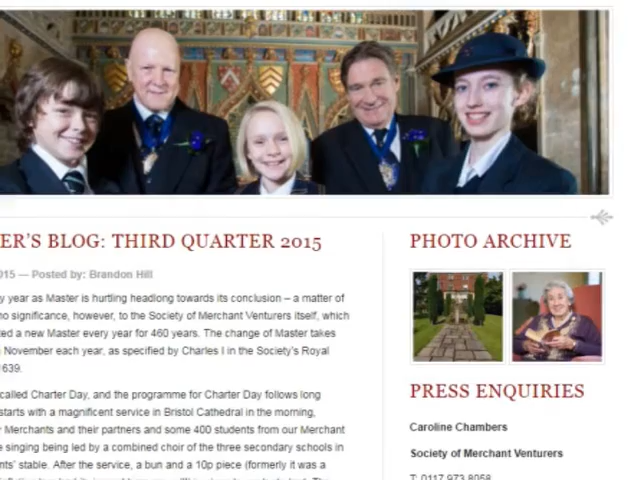 ER'S BLOG: THIRD QUARTER 2015
015 — Posted by: Brandon Hill
y year as Master is hurtling headlong towards its conclusion – a matter of
no significance, however, to the Society of Merchant Venturers itself, which
ted a new Master every year for 460 years. The change of Master takes
November each year, as specified by Charles I in the Society's Royal
1639.
called Charter Day, and the programme for Charter Day follows long
starts with a magnificent service in Bristol Cathedral in the morning,
Merchants and their partners and some 400 students from our Merchant
singing being led by a combined choir of the three secondary schools in
nts' stable. After the service, a bun and a 10p piece (formerly it was a
PHOTO ARCHIVE
PRESS ENQUIRIES
Caroline Chambers
Society of Merchant Venturers
T: 0117 973 8058